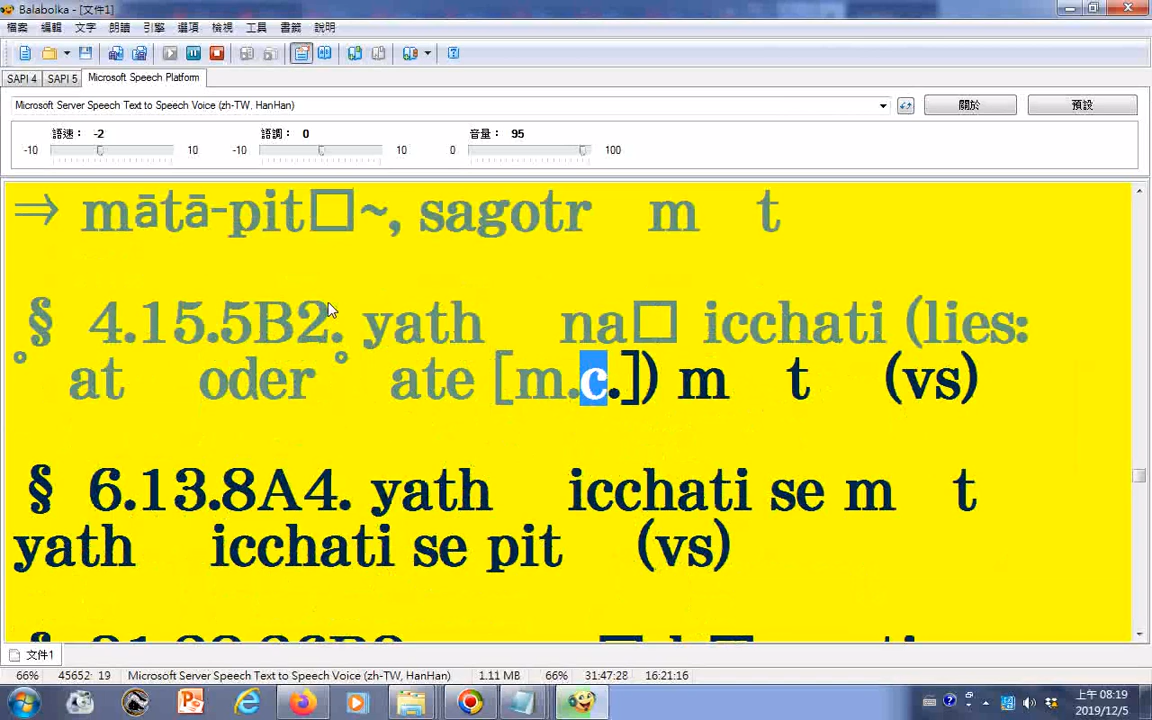 Balabolka - [文件1]
檔案 編輯 文字 朗讀 引擎 選項 檢視 工具 書籤 說明
SAPI 4 SAPI 5 Microsoft Speech Platform
Microsoft Server Speech Text to Speech Voice (zh-TW, HanHan) 關於 預設
語速： -2 語調： 0 音量： 95
-10 10 -10 10 0 100
⇒ mātā-pit□~, sagotr m t
§ 4.15.5B2. yath na□ icchati (lies:
° at oder ° ate [m.c.]) m t (vs)
§ 6.13.8A4. yath icchati se m t
yath icchati se pit (vs)
文件1
66% 45652: 19 Microsoft Server Speech Text to Speech Voice (zh-TW, HanHan) 1.11 MB 66% 31:47:28 16:21:16
上午 08:19
2019/12/5